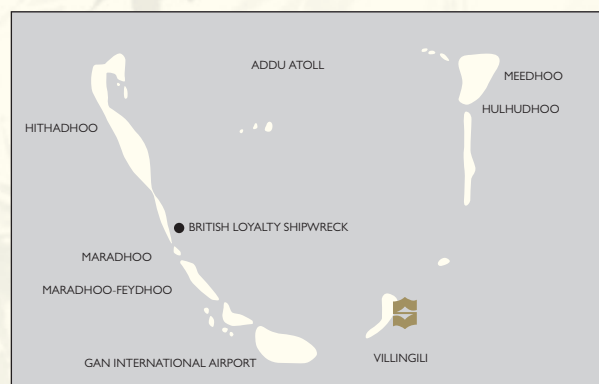 ADDU ATOLL
MEEDHOO
HULHUDHOO
HITHADHOO
BRITISH LOYALTY SHIPWRECK
MARADHOO
MARADHOO-FEYDHOO
VILLINGILI
GAN INTERNATIONAL AIRPORT